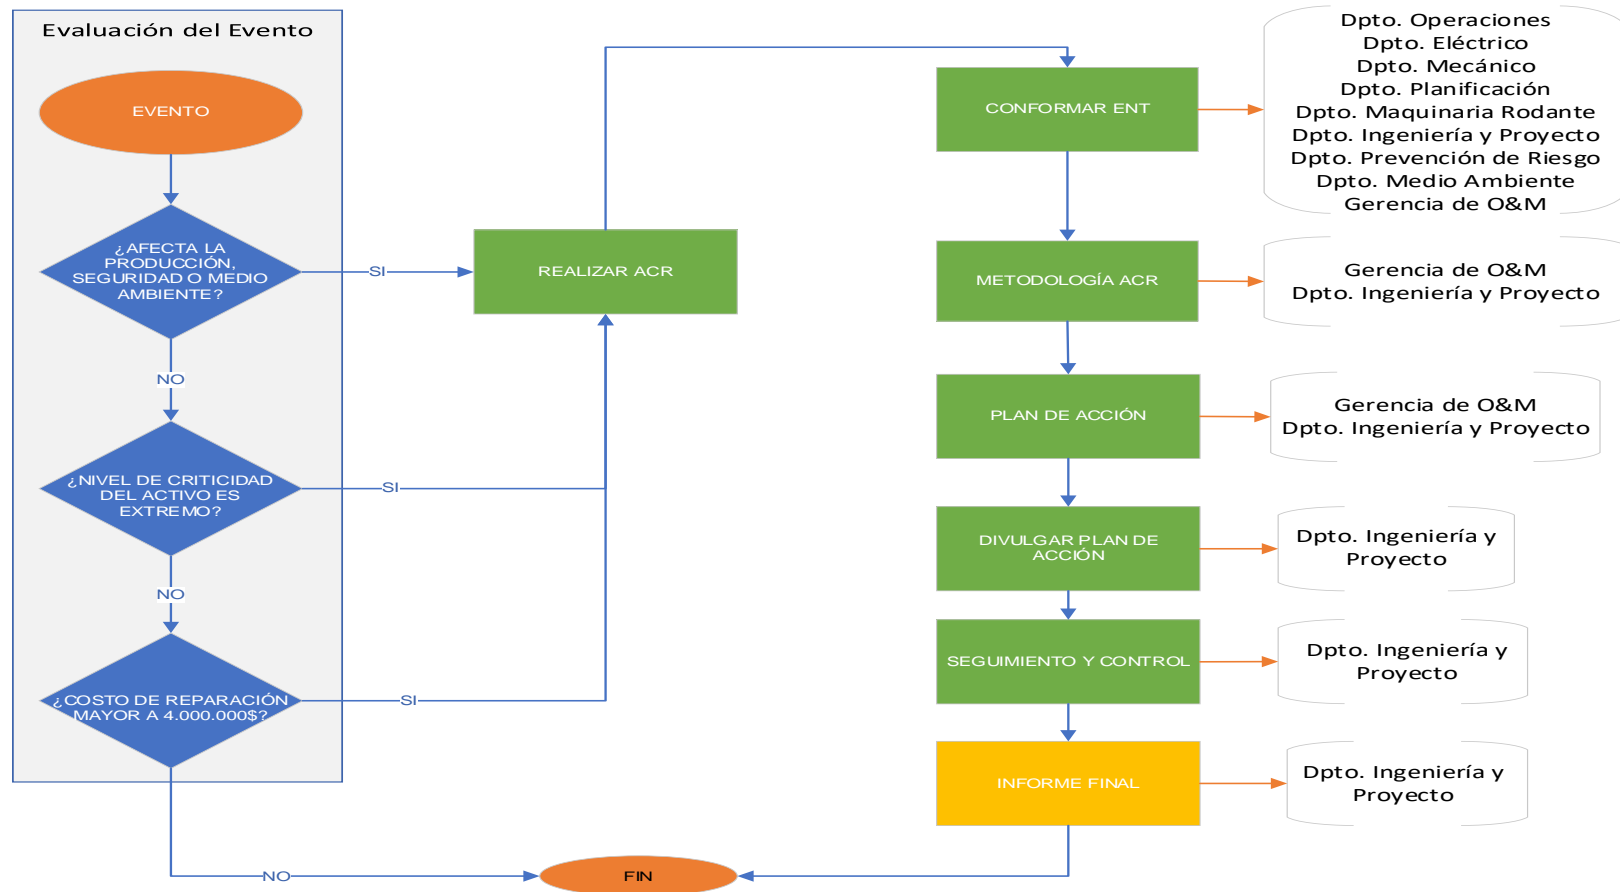 Evaluación del Evento
EVENTO
¿AFECTA LA
PRODUCCIÓN,
SEGURIDAD O MEDIO
AMBIENTE?
SI
NO
¿NIVEL DE CRITICIDAD
DEL ACTIVO ES
EXTREMO?
SI
NO
¿COSTO DE REPARACIÓN
MAYOR A 4.000.000$?
SI
NO
REALIZAR ACR
CONFORMAR ENT
Dpto. Operaciones
Dpto. Eléctrico
Dpto. Mecánico
Dpto. Planificación
Dpto. Maquinaria Rodante
Dpto. Ingeniería y Proyecto
Dpto. Prevención de Riesgo
Dpto. Medio Ambiente
Gerencia de O&M
METODOLOGÍA ACR
Gerencia de O&M
Dpto. Ingeniería y Proyecto
PLAN DE ACCIÓN
Gerencia de O&M
Dpto. Ingeniería y Proyecto
DIVULGAR PLAN DE
ACCIÓN
Dpto. Ingeniería y
Proyecto
SEGUIMIENTO Y CONTROL
Dpto. Ingeniería y
Proyecto
INFORME FINAL
Dpto. Ingeniería y
Proyecto
FIN